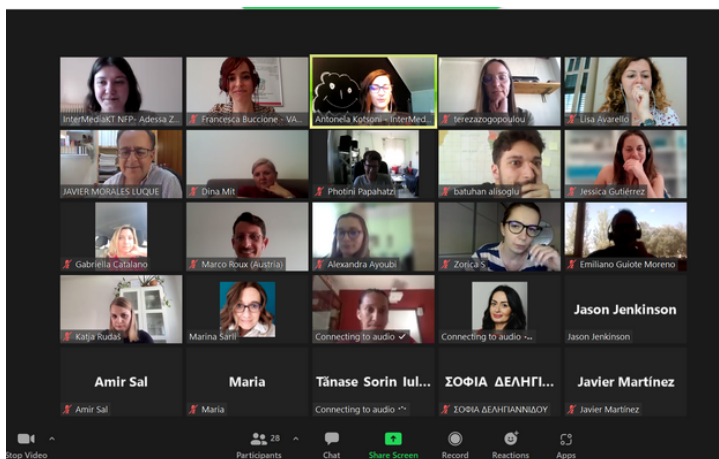 InterMediaKT NFP- Adessa Z...
Francesca Buccione - VA...
Antonela Kotsoni - InterMed...
terezazogopoulou
Lisa Avarello
JAVIER MORALES LUQUE
Dina Mit
Photini Papahatzi
batuhan alisoglu
Jessica Gutiérrez
Gabriella Catalano
Marco Roux (Austria)
Alexandra Ayoubi
Zorica S
Emiliano Guiote Moreno
Katja Rudaš
Marina Sarli
Connecting to audio
Connecting to audio
Jason Jenkinson
Jason Jenkinson
Amir Sal
Maria
Tănase Sorin Iul...
ΣΟΦΙΑ ΔΕΛΗΓΙ...
Javier Martínez
Amir Sal
Maria
Connecting to audio
ΣΟΦΙΑ ΔΕΛΗΓΙΑΝΝΙΔΟΥ
Javier Martínez
Stop Video
28
Participants
Chat
Share Screen
Record
Reactions
Apps